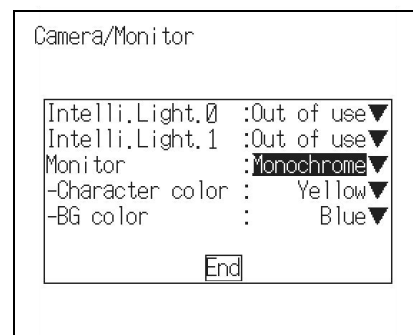 Camera/Monitor
Intelli.Light.0 :Out of use▼
Intelli.Light.1 :Out of use▼
Monitor :Monochrome▼
-Character color : Yellow▼
-BG color : Blue▼
End